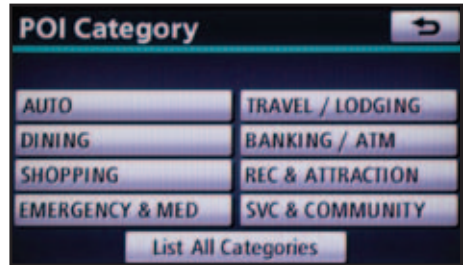 POI Category
AUTO
TRAVEL / LODGING
DINING
BANKING / ATM
SHOPPING
REC & ATTRACTION
EMERGENCY & MED
SVC & COMMUNITY
List All Categories